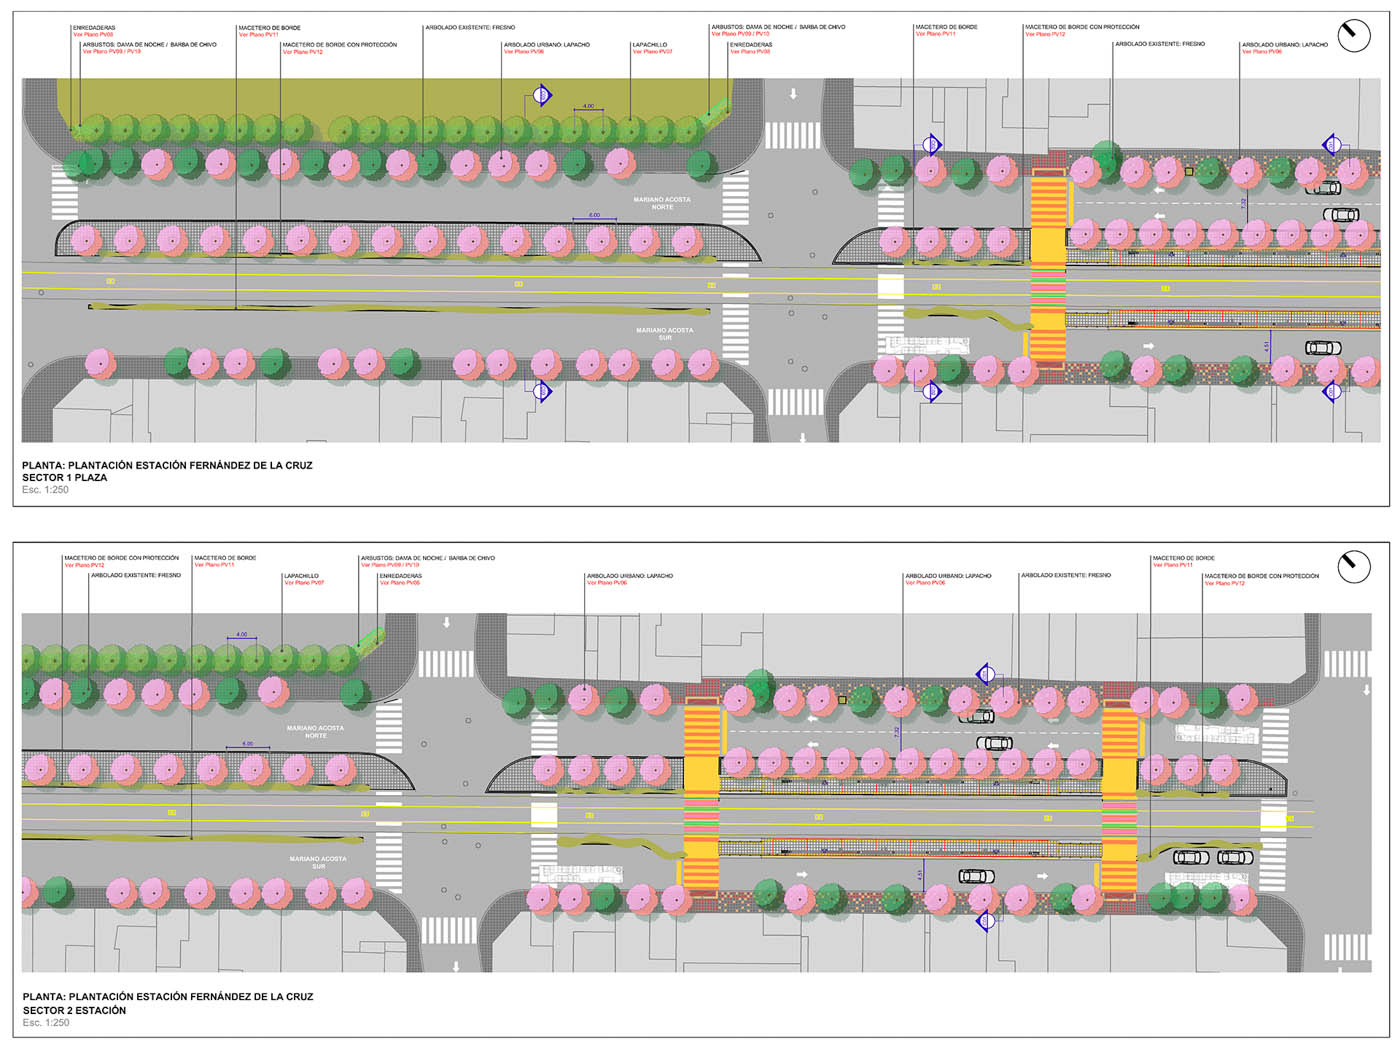 ENREDADERAS
Ver Plano PV08
ARBUSTOS: DAMA DE NOCHE / BARBA DE CHIVO
Ver Plano PV09 / PV10
MACETERO DE BORDE
Ver Plano PV11
MACETERO DE BORDE CON PROTECCIÓN
Ver Plano PV12
ARBOLADO EXISTENTE: FRESNO
ARBOLADO URBANO: LAPACHO
Ver Plano PV06
LAPACHILLO
Ver Plano PV07
ARBUSTOS: DAMA DE NOCHE / BARBA DE CHIVO
Ver Plano PV09 / PV10
ENREDADERAS
Ver Plano PV08
MACETERO DE BORDE
Ver Plano PV11
MACETERO DE BORDE CON PROTECCIÓN
Ver Plano PV12
ARBOLADO EXISTENTE: FRESNO
ARBOLADO URBANO: LAPACHO
Ver Plano PV06
4.00
MARIANO ACOSTA
NORTE
6.00
7.32
MARIANO ACOSTA
SUR
4.51
PLANTA: PLANTACIÓN ESTACIÓN FERNÁNDEZ DE LA CRUZ
SECTOR 1 PLAZA
Esc. 1:250
MACETERO DE BORDE CON PROTECCIÓN
Ver Plano PV12
ARBOLADO EXISTENTE: FRESNO
MACETERO DE BORDE
Ver Plano PV11
LAPACHILLO
Ver Plano PV07
ARBUSTOS: DAMA DE NOCHE / BARBA DE CHIVO
Ver Plano PV09 / PV10
ENREDADERAS
Ver Plano PV08
ARBOLADO URBANO: LAPACHO
Ver Plano PV06
ARBOLADO URBANO: LAPACHO
Ver Plano PV06
ARBOLADO EXISTENTE: FRESNO
MACETERO DE BORDE
Ver Plano PV11
MACETERO DE BORDE CON PROTECCIÓN
Ver Plano PV12
4.00
MARIANO ACOSTA
NORTE
6.00
7.32
MARIANO ACOSTA
SUR
4.51
PLANTA: PLANTACIÓN ESTACIÓN FERNÁNDEZ DE LA CRUZ
SECTOR 2 ESTACIÓN
Esc. 1:250